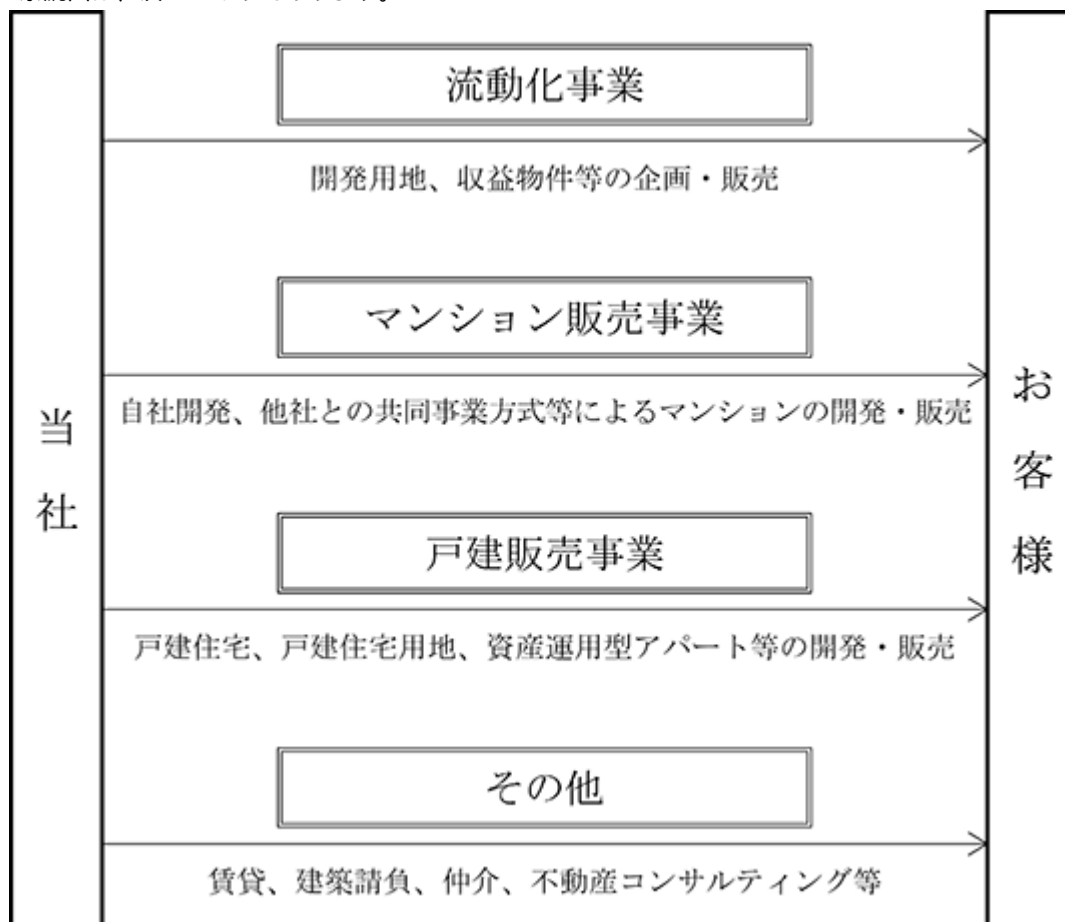 当社
流動化事業
開発用地、収益物件等の企画・販売
マンション販売事業
自社開発、他社との共同事業方式等によるマンションの開発・販売
戸建販売事業
戸建住宅、戸建住宅用地、資産運用型アパート等の開発・販売
その他
賃貸、建築請負、仲介、不動産コンサルティング等
お客様